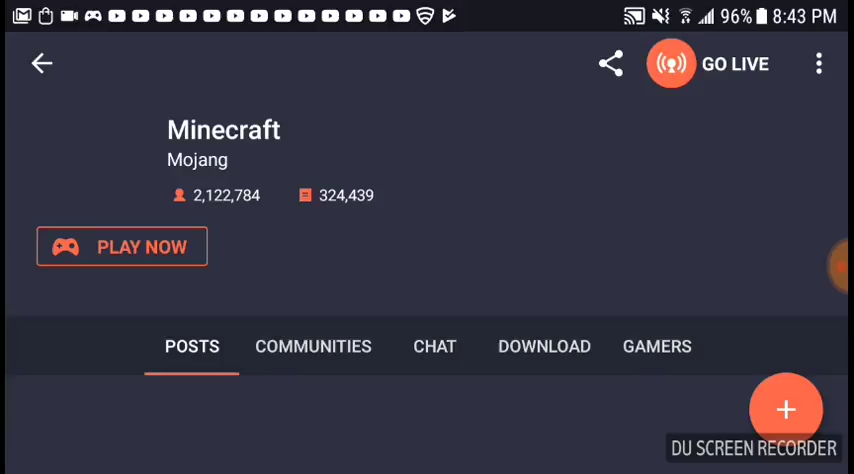 96% 8:43 PM
GO LIVE
Minecraft
Mojang
2,122,784 324,439
PLAY NOW
POSTS COMMUNITIES CHAT DOWNLOAD GAMERS
+
DU SCREEN RECORDER